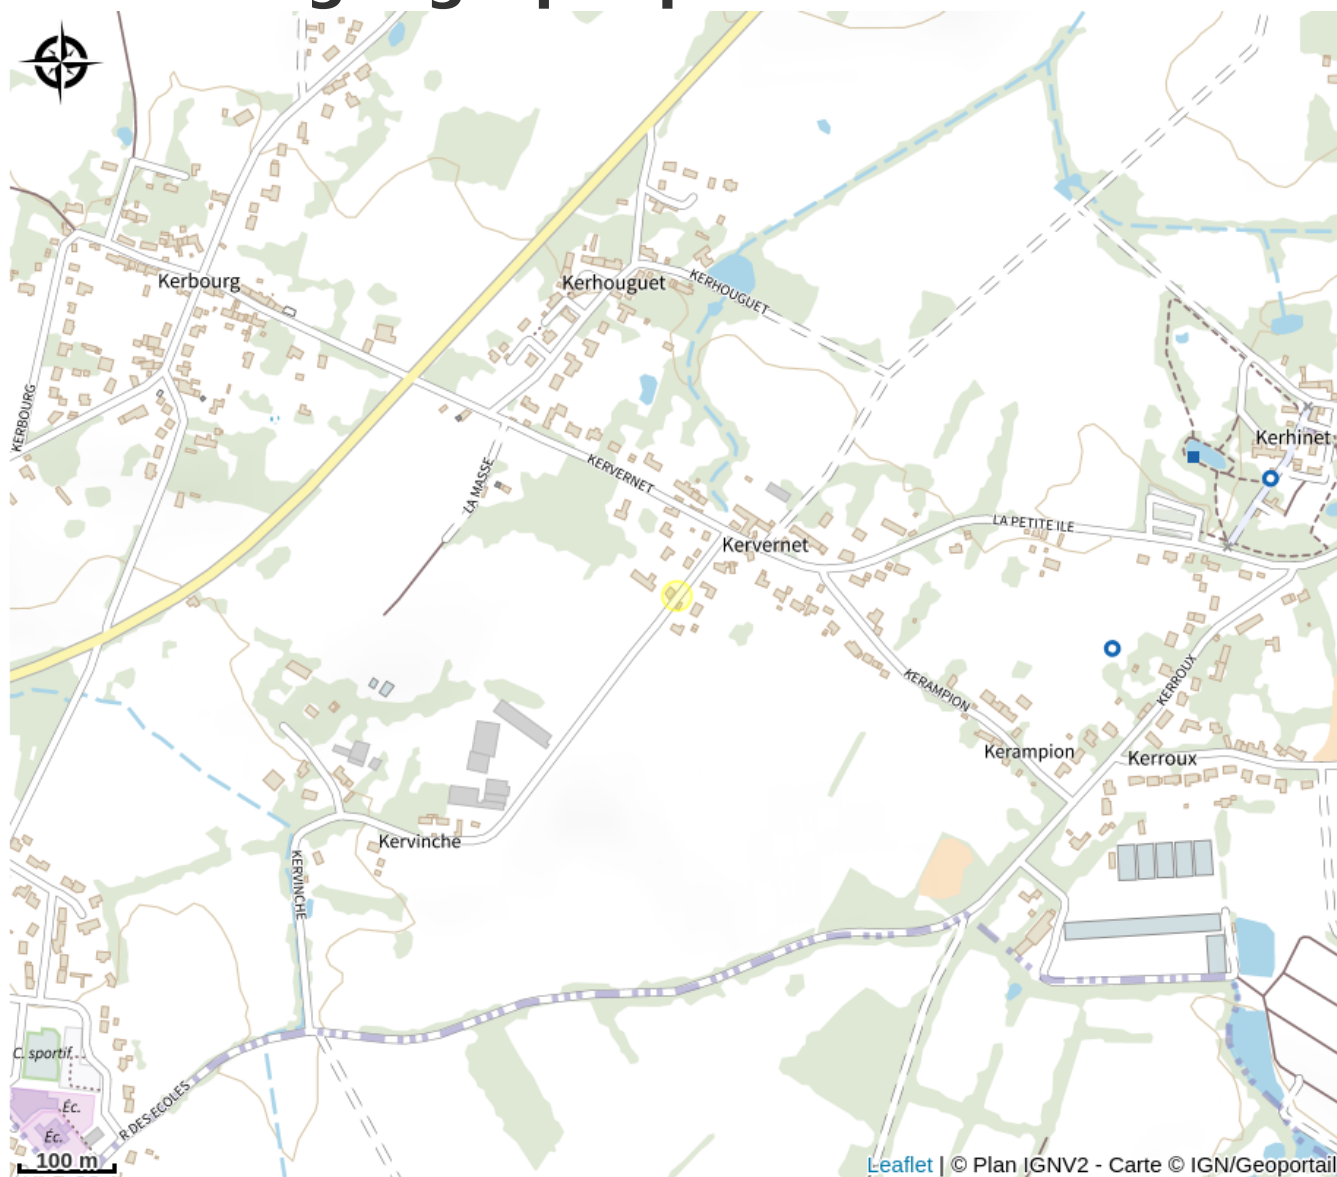 Kerbourg
Kerhouguet
KERHOUGUET
KERBOURG
Kerhinet
KERVERNET
LA MASSE
LA PETITE ILE
Kervernet
KERROUX
KERAMPION
Kerampion
Kerroux
Kervinche
KERVINCHE
C. sportif
Éc.
R DES ECOLES
Éc.
100 m
Leaflet | © Plan IGNV2 - Carte © IGN/Geoportail